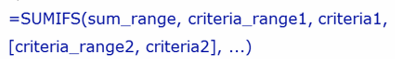 =SUMIFS(sum_range, criteria_range1, criteria1,
[criteria_range2, criteria2], ...)